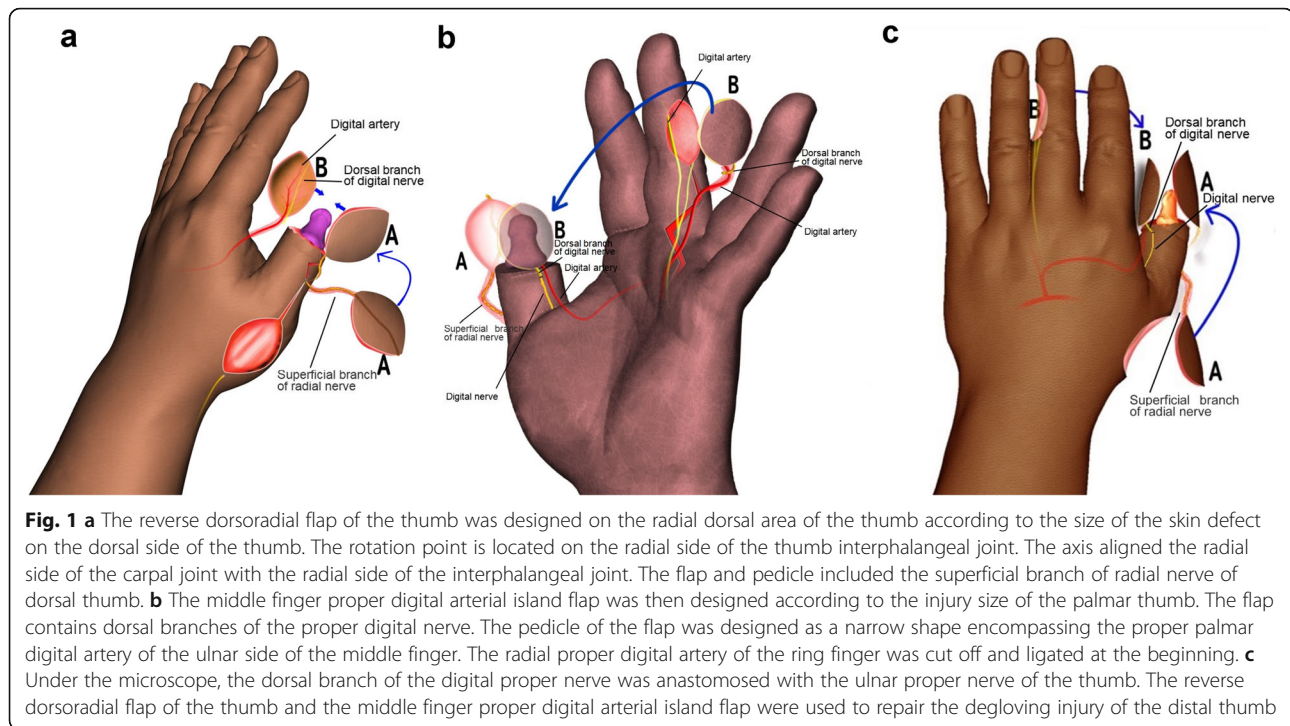 a
Digital artery
B
Dorsal branch
of digital nerve
A
A
Superficial branch
of radial nerve
b
Digital artery
B
Dorsal branch
of digital nerve
Digital artery
A
B
Dorsal branch
of digital nerve
Digital artery
Superficial branch
of radial nerve
Digital nerve
c
B
Dorsal branch
of digital nerve
B
A
Digital nerve
A
Superficial branch
of radial nerve
Fig. 1 a The reverse dorsoradial flap of the thumb was designed on the radial dorsal area of the thumb according to the size of the skin defect
on the dorsal side of the thumb. The rotation point is located on the radial side of the thumb interphalangeal joint. The axis aligned the radial
side of the carpal joint with the radial side of the interphalangeal joint. The flap and pedicle included the superficial branch of radial nerve of
dorsal thumb. b The middle finger proper digital arterial island flap was then designed according to the injury size of the palmar thumb. The flap
contains dorsal branches of the proper digital nerve. The pedicle of the flap was designed as a narrow shape encompassing the proper palmar
digital artery of the ulnar side of the middle finger. The radial proper digital artery of the ring finger was cut off and ligated at the beginning. c
Under the microscope, the dorsal branch of the digital proper nerve was anastomosed with the ulnar proper nerve of the thumb. The reverse
dorsoradial flap of the thumb and the middle finger proper digital arterial island flap were used to repair the degloving injury of the distal thumb